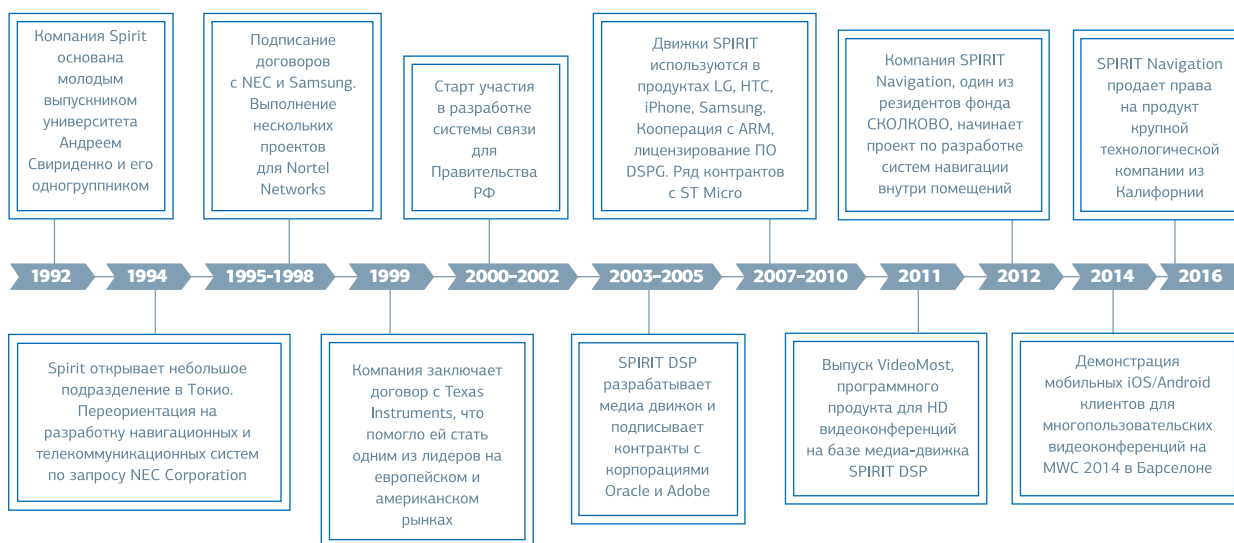 Компания Spirit
основана
молодым
выпускником
университета
Андреем
Свириденко и его
одногруппником
Подписание
договоров
с NEC и Samsung.
Выполнение
нескольких
проектов
для Nortel
Networks
Старт участия
в разработке
системы связи
для
Правительства
РФ
Движки SPIRIT
используются в
продуктах LG, HTC,
iPhone, Samsung.
Кооперация с ARM,
лицензирование ПО
DSPG. Ряд контрактов
с ST Micro
Компания SPIRIT
Navigation, один из
резидентов фонда
СКОЛКОВО, начинает
проект по разработке
систем навигации
внутри помещений
SPIRIT Navigation
продает права
на продукт
крупной
технологической
компании из
Калифорнии
1992 1994 1995-1998 1999 2000–2002 2003–2005 2007–2010 2011 2012 2014 2016
Spirit открывает небольшое
подразделение в Токио.
Переориентация на
разработку навигационных и
телекоммуникационных систем
по запросу NEC Corporation
Компания заключает
договор с Texas
Instruments, что
помогло ей стать
одним из лидеров на
европейском и
американском
рынках
SPIRIT DSP
разрабатывает
медиа движок и
подписывает
контракты с
корпорациями
Oracle и Adobe
Выпуск VideoMost,
программного
продукта для HD
видеоконференций
на базе медиа-движка
SPIRIT DSP
Демонстрация
мобильных iOS/Android
клиентов для
многопользовательских
видеоконференций на
MWC 2014 в Барселоне